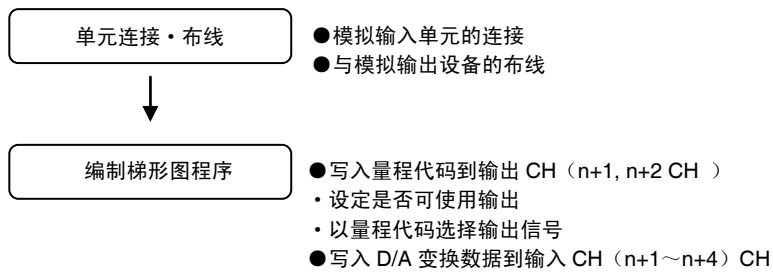 单元连接・布线
●模拟输入单元的连接
●与模拟输出设备的布线
编制梯形图程序
●写入量程代码到输出 CH（n+1, n+2 CH ）
・设定是否可使用输出
・以量程代码选择输出信号
●写入 D/A 变换数据到输入 CH（n+1～n+4）CH